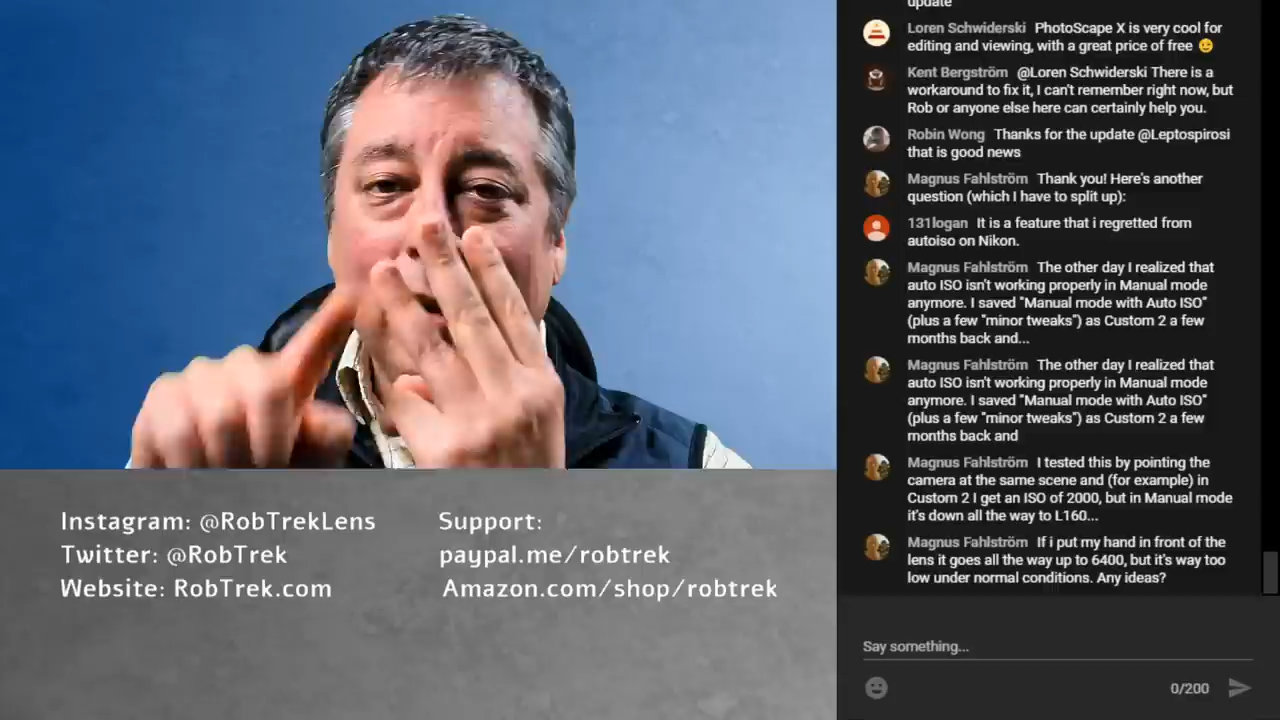 update
Loren Schwiderski PhotoScape X is very cool for
editing and viewing, with a great price of free 😉
Kent Bergström @Loren Schwiderski There is a
workaround to fix it, I can't remember right now, but
Rob or anyone else here can certainly help you.
Robin Wong Thanks for the update @Leptospirosi
that is good news
Magnus Fahlström Thank you! Here's another
question (which I have to split up):
131logan It is a feature that i regretted from
autoiso on Nikon.
Magnus Fahlström The other day I realized that
auto ISO isn't working properly in Manual mode
anymore. I saved "Manual mode with Auto ISO"
(plus a few "minor tweaks") as Custom 2 a few
months back and...
Magnus Fahlström The other day I realized that
auto ISO isn't working properly in Manual mode
anymore. I saved "Manual mode with Auto ISO"
(plus a few "minor tweaks") as Custom 2 a few
months back and
Magnus Fahlström I tested this by pointing the
camera at the same scene and (for example) in
Custom 2 I get an ISO of 2000, but in Manual mode
it's down all the way to L160...
Magnus Fahlström If i put my hand in front of the
lens it goes all the way up to 6400, but it's way too
low under normal conditions. Any ideas?
Say something...
0/200
Instagram: @RobTrekLens
Twitter: @RobTrek
Website: RobTrek.com
Support:
paypal.me/robtrek
Amazon.com/shop/robtrek